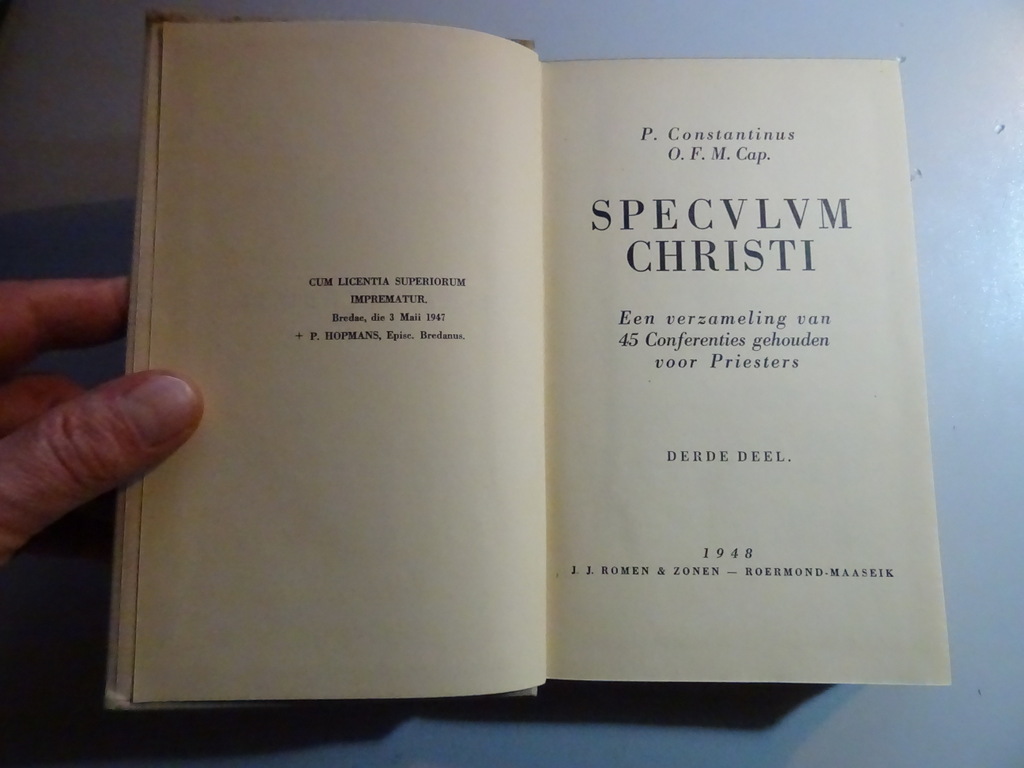 CUM LICENTIA SUPERIORUM
IMPREMATUR.
Bredae, die 3 Maii 1947
+ P. HOPMANS, Episc. Bredanus.
P. Constantinus
O. F. M. Cap.
SPECVLVM
CHRISTI
Een verzameling van
45 Conferenties gehouden
voor Priesters
DERDE DEEL.
1948
J. J. ROMEN & ZONEN — ROERMOND-MAASEIK